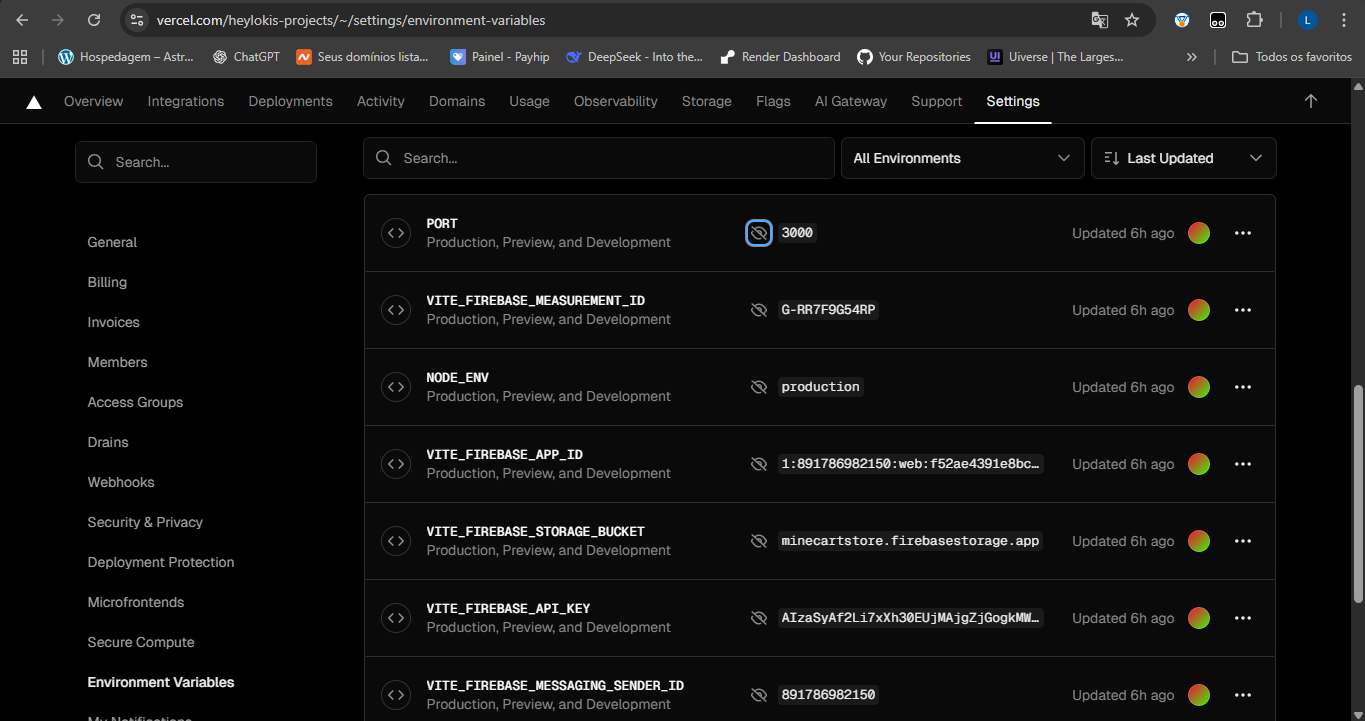 vercel.com/heylokis-projects/~/settings/environment-variables
L
Hospedagem – Astr...
ChatGPT
Seus domínios lista...
Painel - Payhip
DeepSeek - Into the...
Render Dashboard
Your Repositories
UI
Uiverse | The Larges...
Todos os favoritos
Overview
Integrations
Deployments
Activity
Domains
Usage
Observability
Storage
Flags
AI Gateway
Support
Settings
Search...
General
Billing
Invoices
Members
Access Groups
Drains
Webhooks
Security & Privacy
Deployment Protection
Microfrontends
Secure Compute
Environment Variables
My Notifications
Search...
All Environments
Last Updated
PORT
Production, Preview, and Development
3000
Updated 6h ago
VITE_FIREBASE_MEASUREMENT_ID
Production, Preview, and Development
G-RR7F9G54RP
Updated 6h ago
NODE_ENV
Production, Preview, and Development
production
Updated 6h ago
VITE_FIREBASE_APP_ID
Production, Preview, and Development
1:891786982150:web:f52ae4391e8bc…
Updated 6h ago
VITE_FIREBASE_STORAGE_BUCKET
Production, Preview, and Development
minecartstore.firebasestorage.app
Updated 6h ago
VITE_FIREBASE_API_KEY
Production, Preview, and Development
AIzaSyAf2Li7xXh30EUjMAjgZjGogkMW…
Updated 6h ago
VITE_FIREBASE_MESSAGING_SENDER_ID
Production, Preview, and Development
891786982150
Updated 6h ago